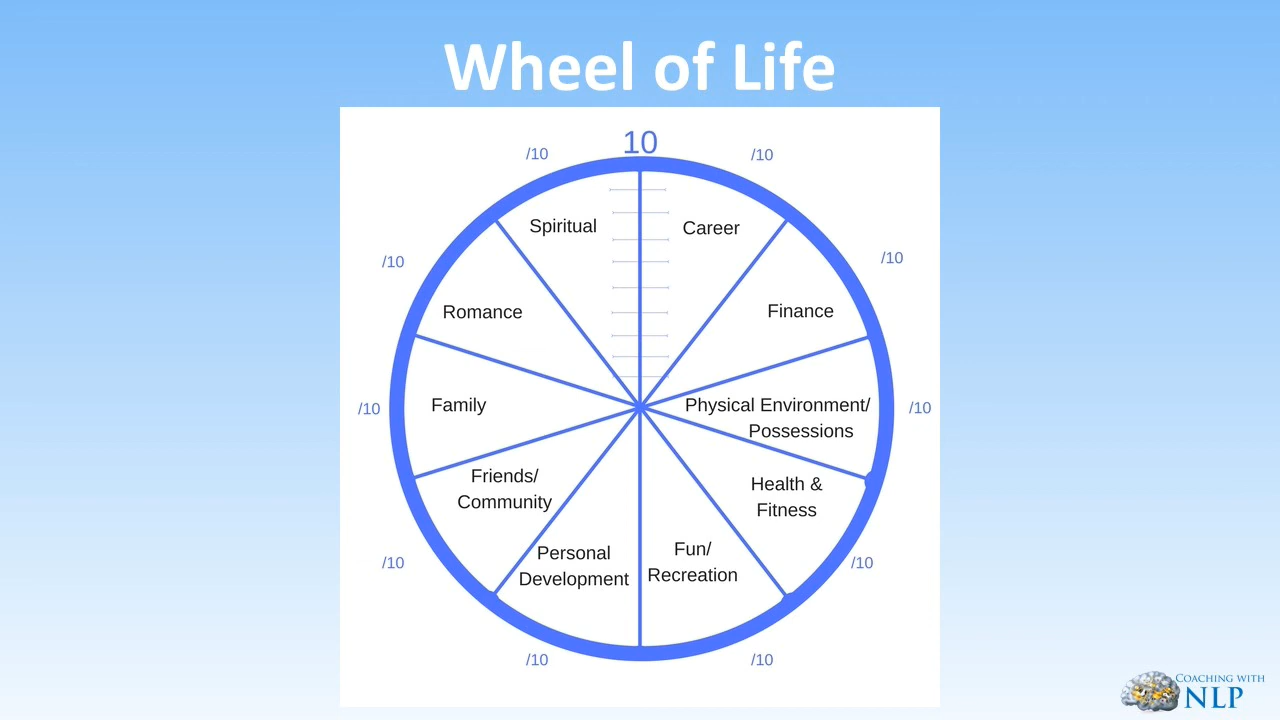 Wheel of Life
10
/10
/10
Spiritual
Career
/10
/10
Romance
Finance
/10
Family
Physical Environment/
Possessions
/10
Friends/
Community
Health &
Fitness
/10
Personal
Development
Fun/
Recreation
/10
/10
/10
COACHING WITH
NLP